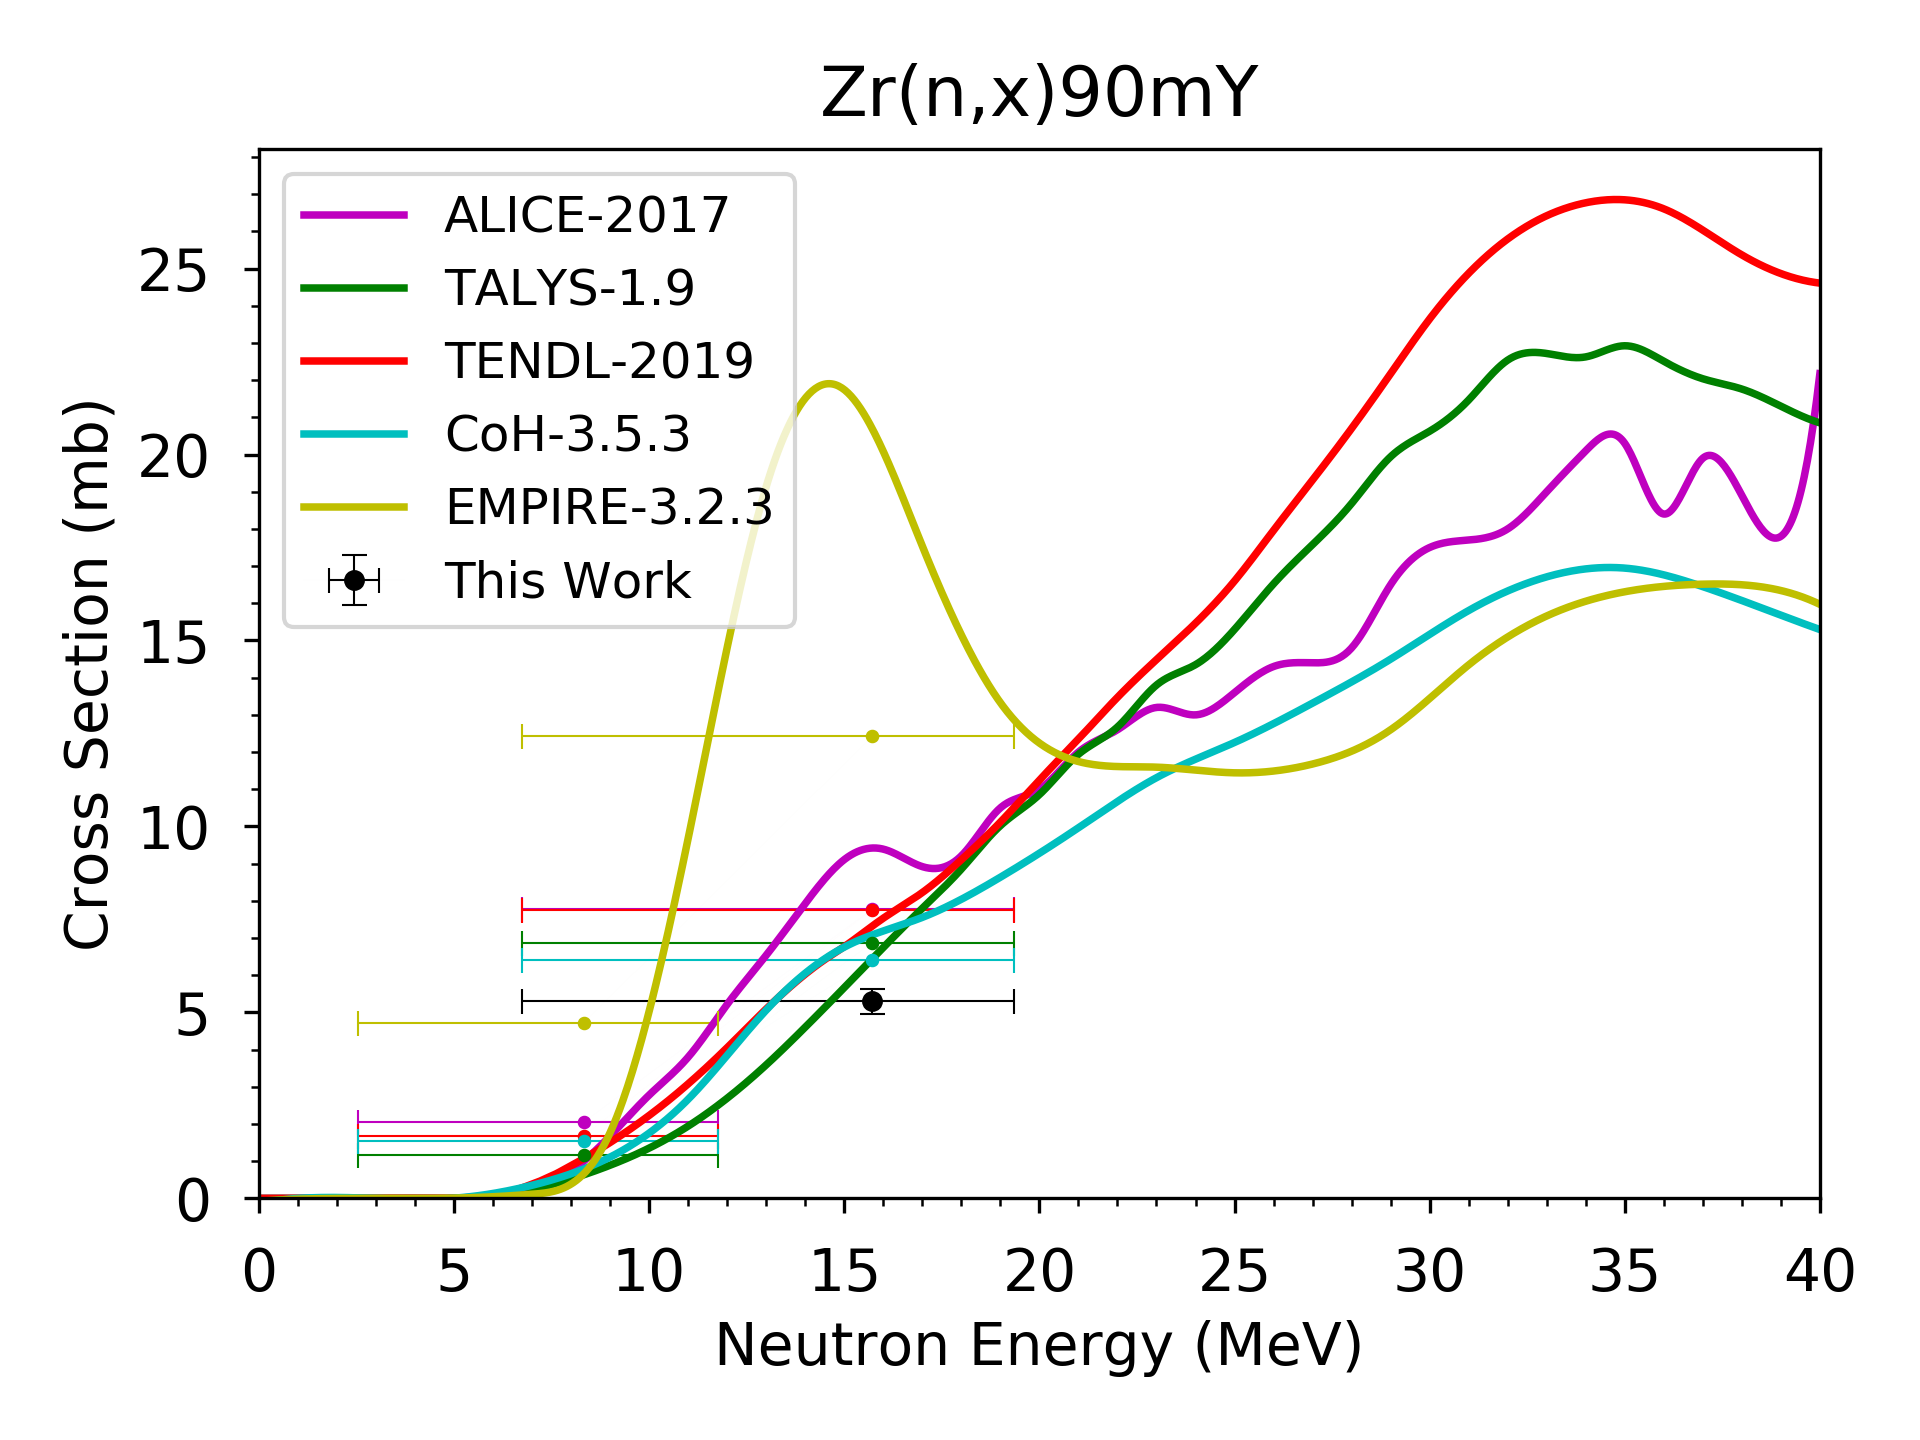 Zr(n,x)90mY
ALICE-2017
TALYS-1.9
TENDL-2019
CoH-3.5.3
EMPIRE-3.2.3
This Work
Cross Section (mb)
25
20
15
10
5
0
0 5 10 15 20 25 30 35 40
Neutron Energy (MeV)